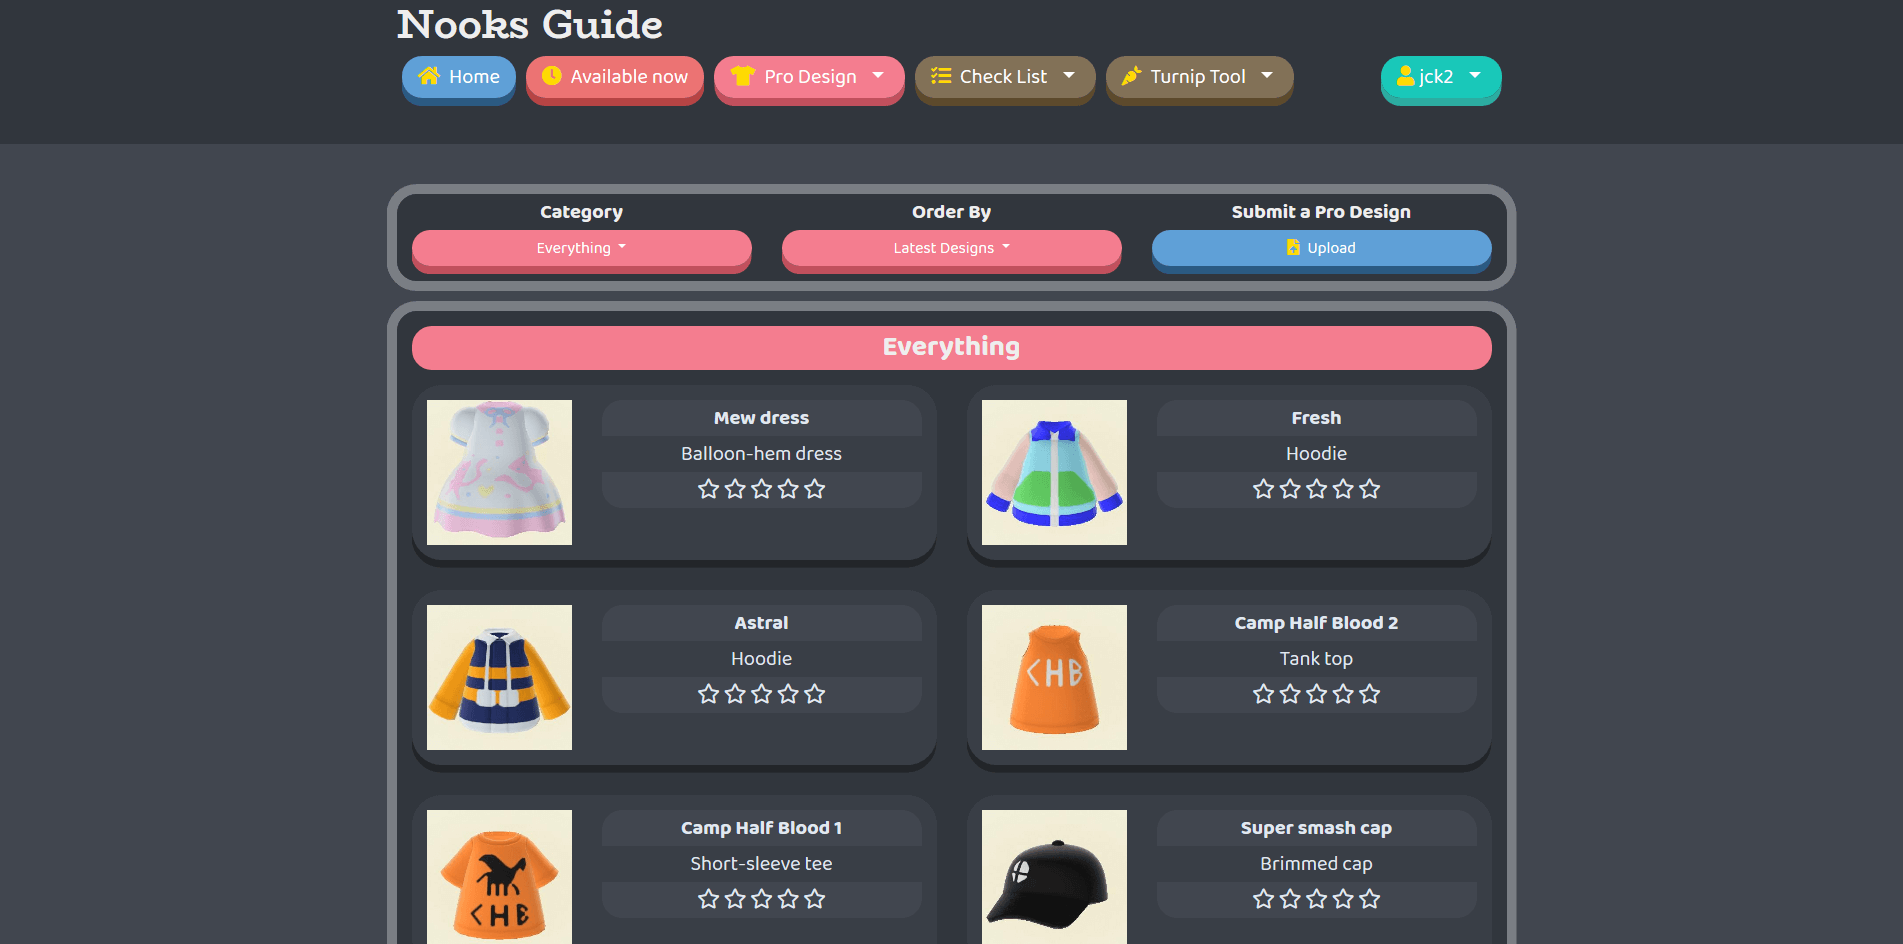 Nooks Guide
Home Available now Pro Design Check List Turnip Tool jck2
Category Order By Submit a Pro Design
Everything Latest Designs Upload
Everything
Mew dress
Balloon-hem dress
Fresh
Hoodie
Astral
Hoodie
Camp Half Blood 2
Tank top
CHB
Camp Half Blood 1
Short-sleeve tee
CHB
Super smash cap
Brimmed cap